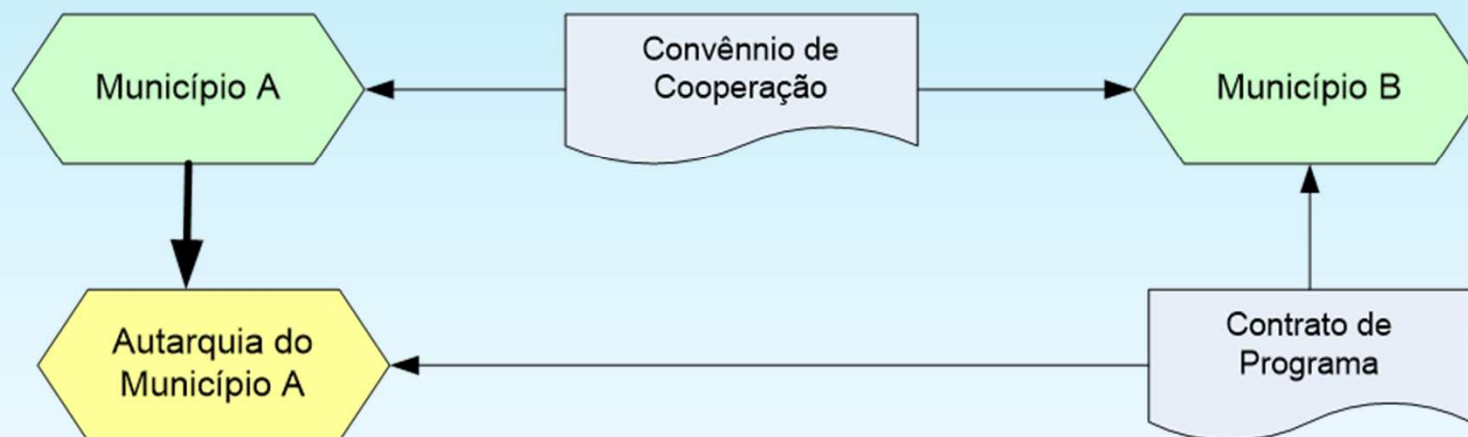 Município A
Convênnio de
Cooperação
Município B
Autarquia do
Município A
Contrato de
Programa